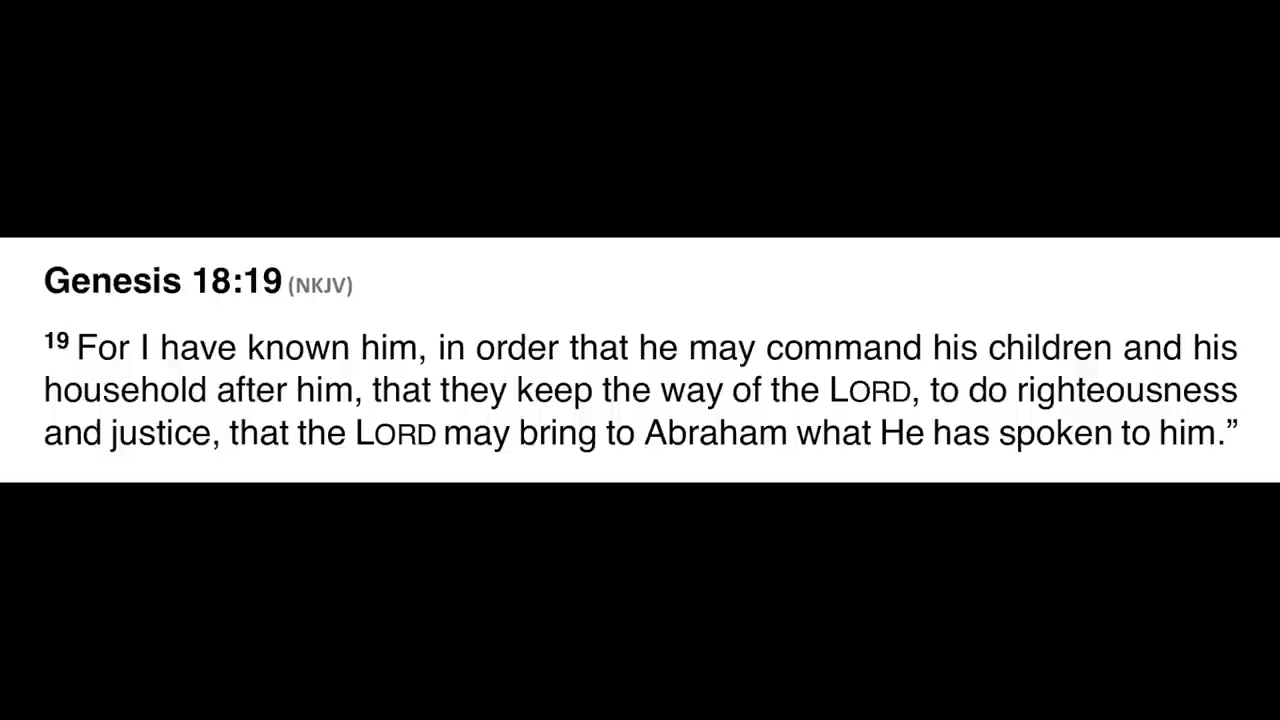 Genesis 18:19 (NKJV)
19 For I have known him, in order that he may command his children and his
household after him, that they keep the way of the LORD, to do righteousness
and justice, that the LORD may bring to Abraham what He has spoken to him.”